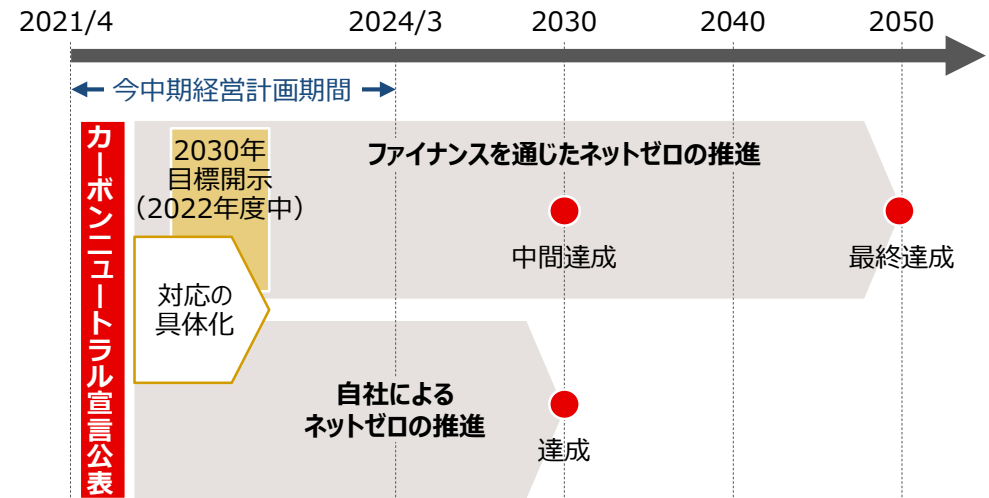 2021/4
2024/3
2030
2040
2050
今中期経営計画期間
カーボンニュートラル宣言公表
2030年
目標開示
（2022年度中）
ファイナンスを通じたネットゼロの推進
中間達成
最終達成
対応の
具体化
自社による
ネットゼロの推進
達成